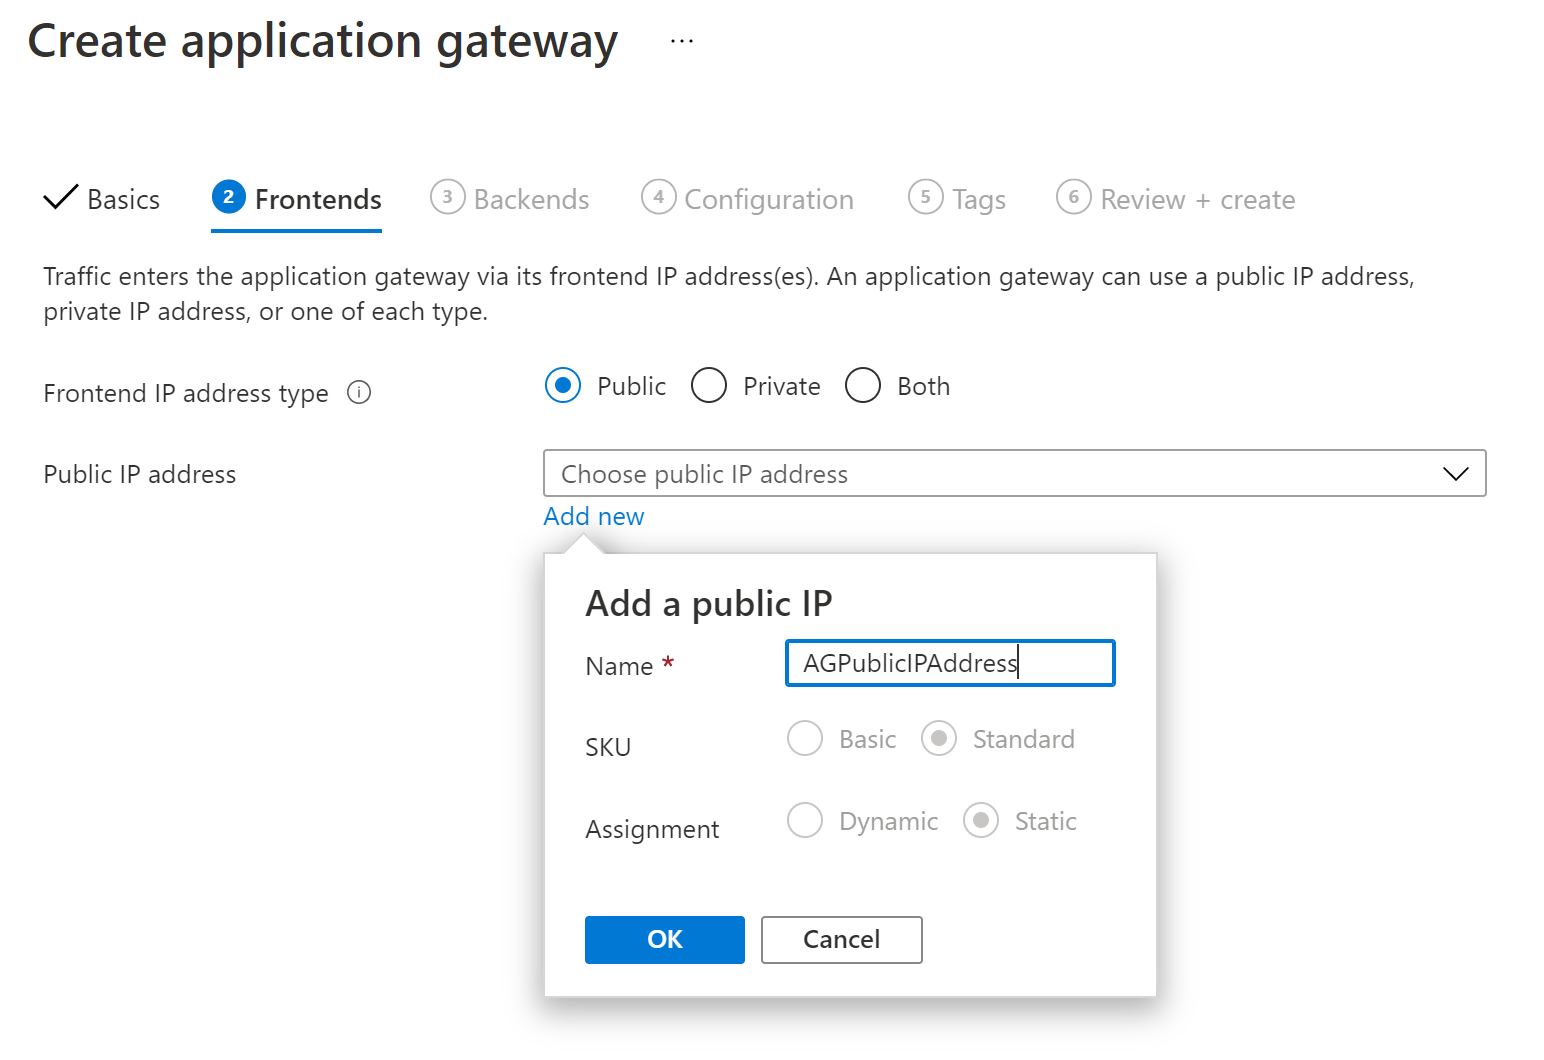 Create application gateway ...
Basics 2 Frontends 3 Backends 4 Configuration 5 Tags 6 Review + create
Traffic enters the application gateway via its frontend IP address(es). An application gateway can use a public IP address,
private IP address, or one of each type.
Frontend IP address type i Public Private Both
Public IP address Choose public IP address
Add new
Add a public IP
Name * AGPublicIPAddress
SKU Basic Standard
Assignment Dynamic Static
OK Cancel